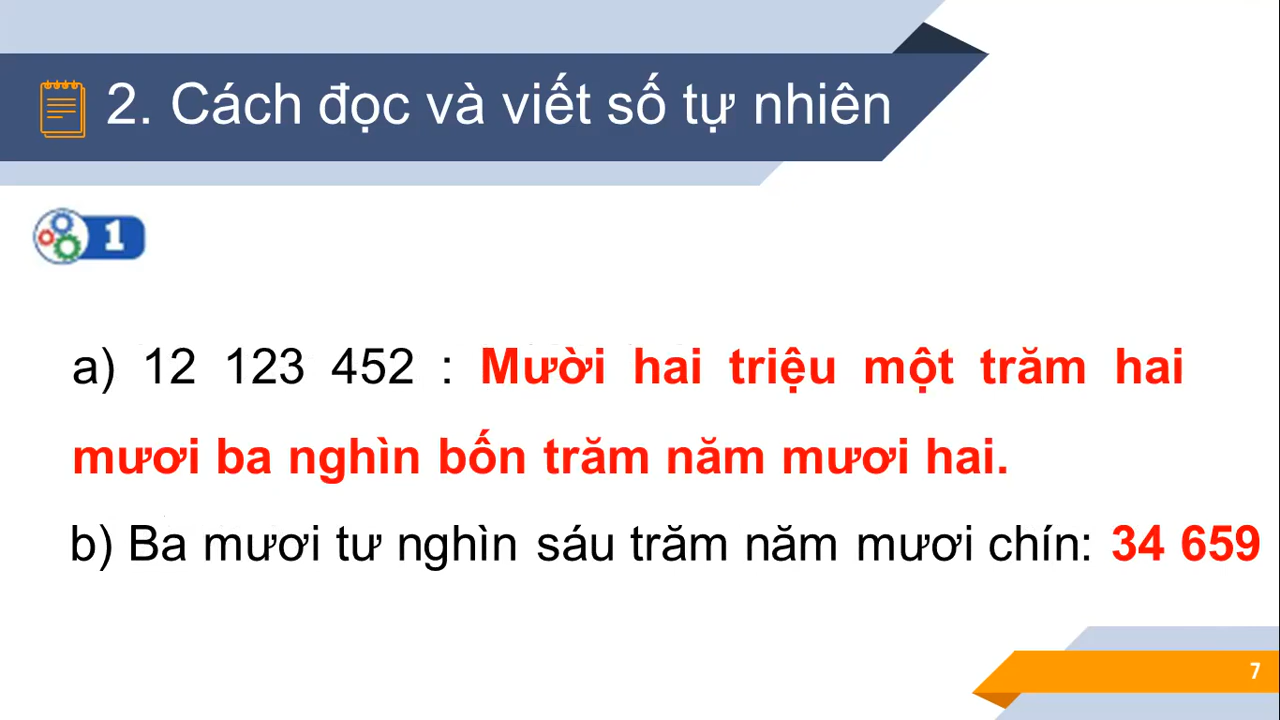 2. Cách đọc và viết số tự nhiên
1
a) 12 123 452 : Mười hai triệu một trăm hai
mươi ba nghìn bốn trăm năm mươi hai.
b) Ba mươi tư nghìn sáu trăm năm mươi chín: 34 659
7